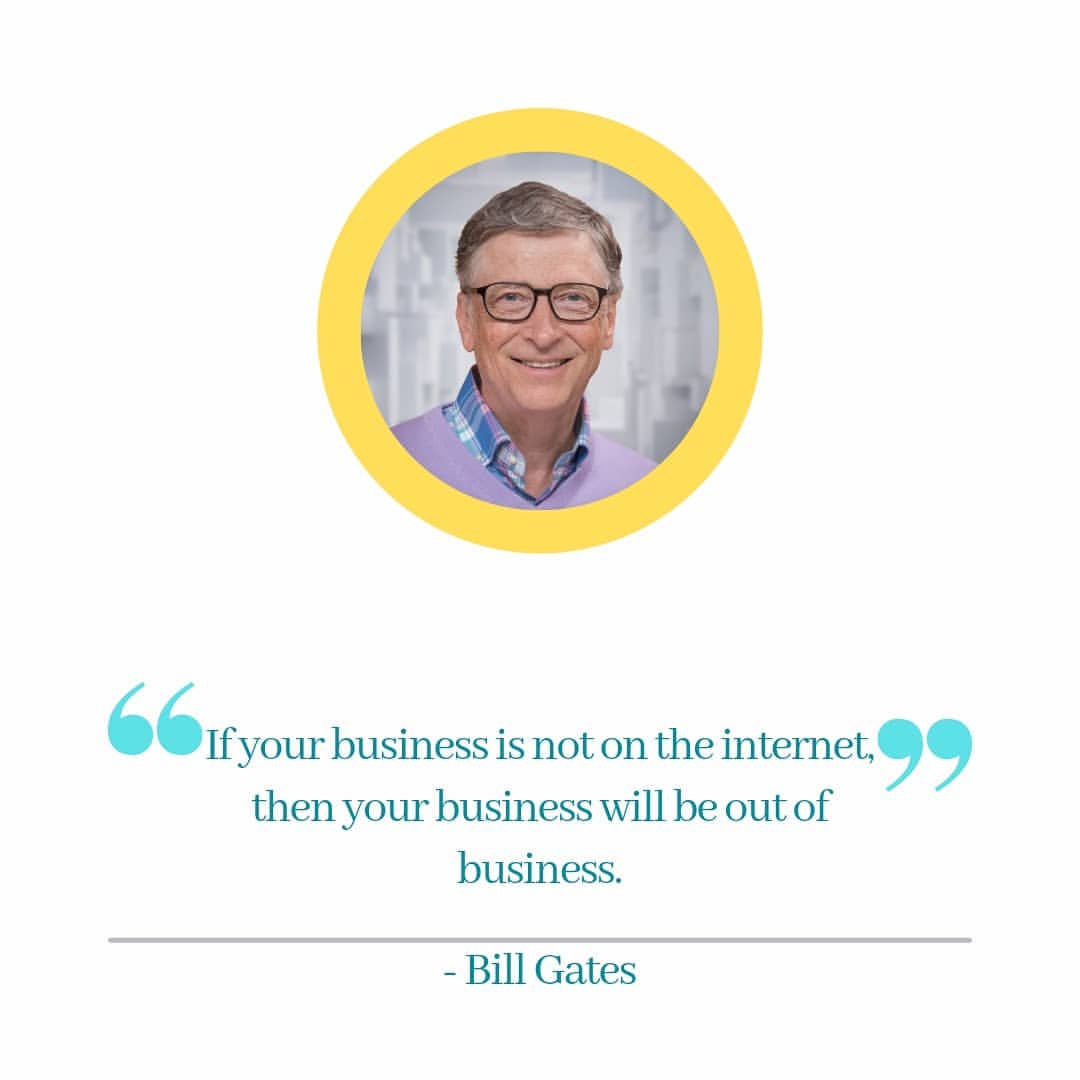 “If your business is not on the internet,”
then your business will be out of
business.
- Bill Gates